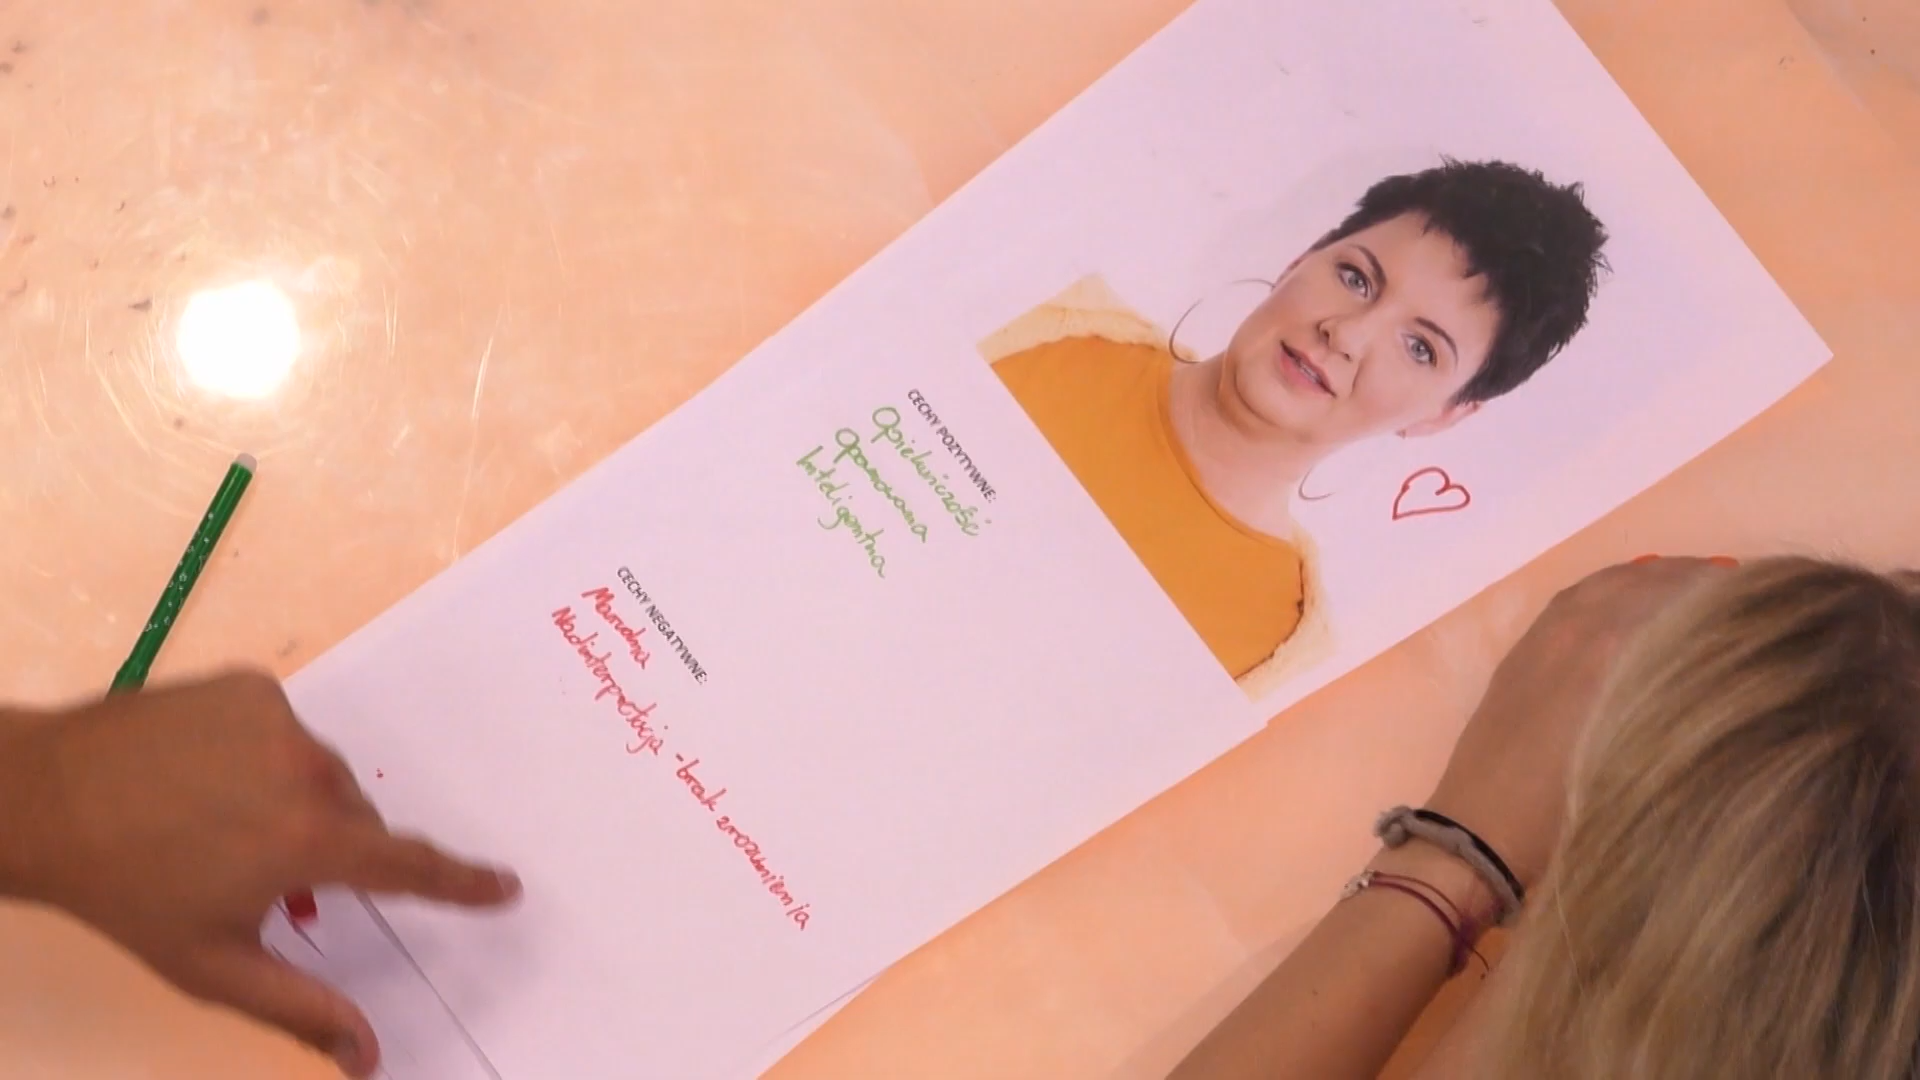 CECHY POZYTYWNE:
Opiekuńczość
Opanowana
Inteligentna
CECHY NEGATYWNE:
Marudna
Nadinterpretacja - brak zrozumienia